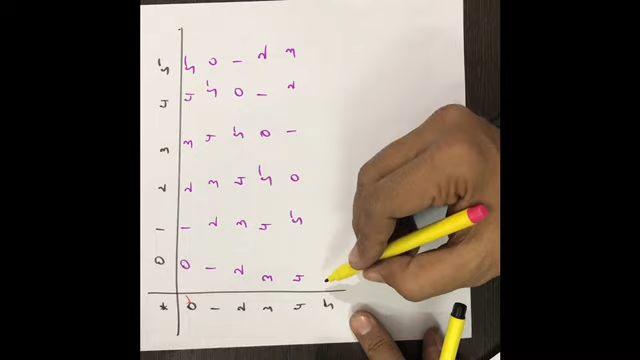 * 0 1 2 3 4 5
0 0 1 2 3 4 5
1 1 2 3 4 5 0
2 2 3 4 5 0 1
3 3 4 5 0 1 2
4 4 5 0 1 2 3
5